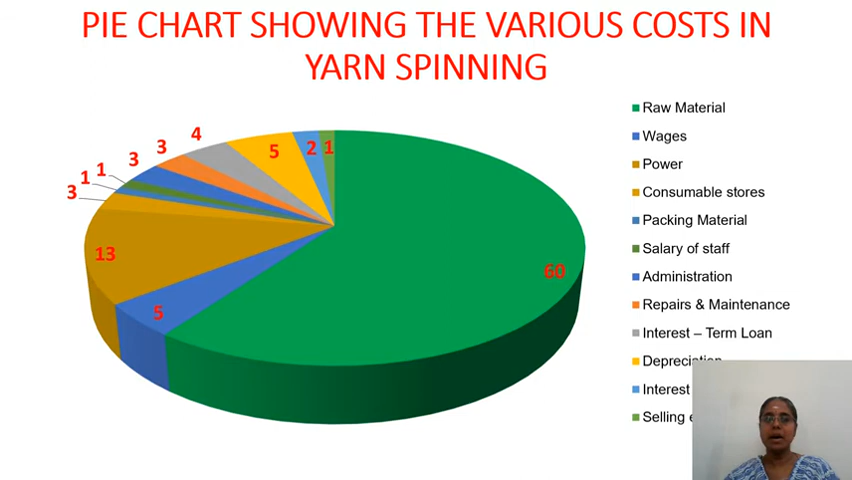 PIE CHART SHOWING THE VARIOUS COSTS IN
YARN SPINNING
4
3
3
1
1
3
5
2
1
13
60
5
Raw Material
Wages
Power
Consumable stores
Packing Material
Salary of staff
Administration
Repairs & Maintenance
Interest – Term Loan
Depreciation
Interest
Selling